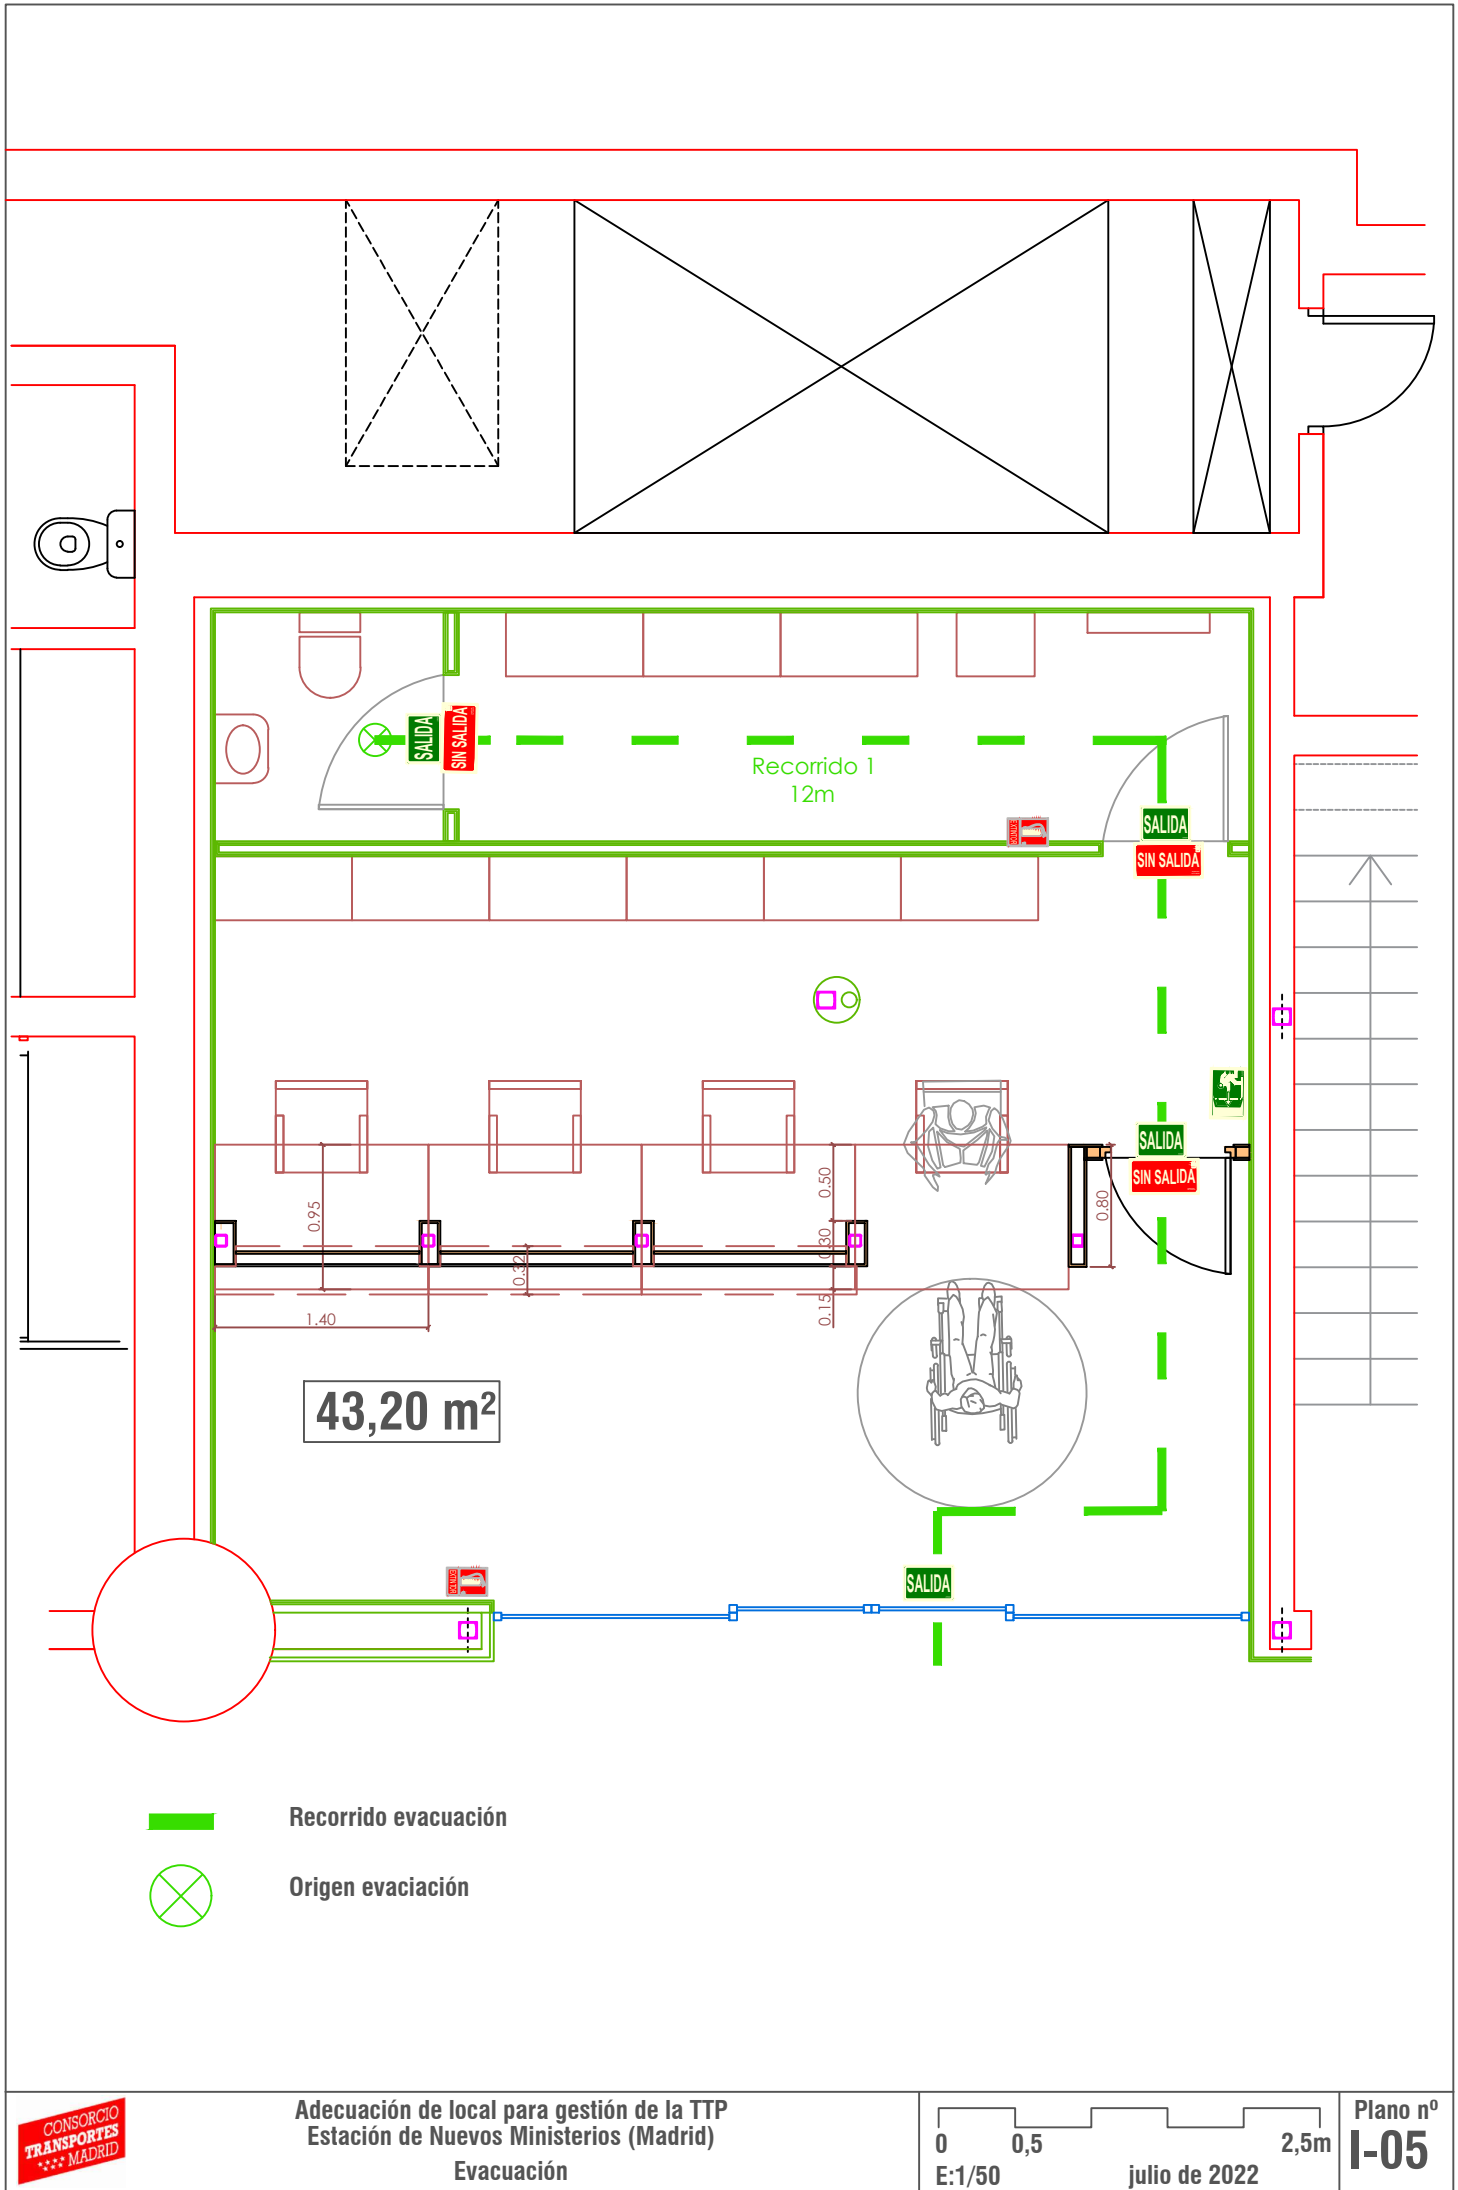 SALIDA
SIN SALIDA
Recorrido 1
12m
SALIDA
EXTINTOR
SIN SALIDA
SALIDA
SIN SALIDA
0.95
0.50
0.80
0.30
0.32
0.15
1.40
43,20 m²
EXTINTOR
SALIDA
Recorrido evacuación
Origen evaciación
CONSORCIO
TRANSPORTES
MADRID
Adecuación de local para gestión de la TTP
Estación de Nuevos Ministerios (Madrid)
Evacuación
0 0,5 2,5m
E:1/50 julio de 2022
Plano nº
I-05